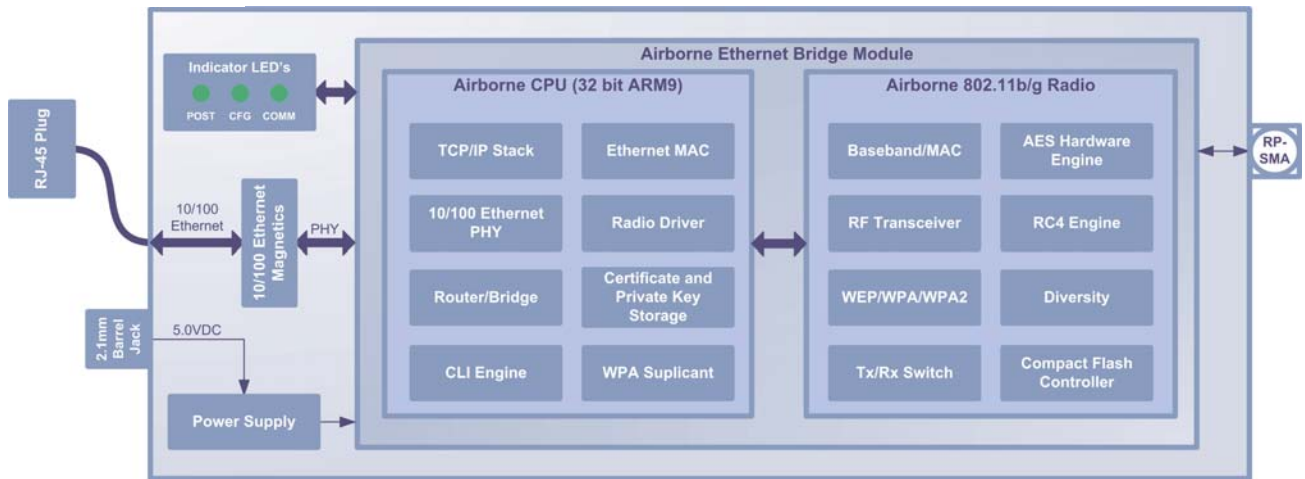 Airborne Ethernet Bridge Module
Indicator LED's
POST CFG COMM
RJ-45 Plug
10/100
Ethernet
10/100 Ethernet
Magnetics
PHY
2.1mm
Barrel
Jack
5.0VDC
Power Supply
Airborne CPU (32 bit ARM9)
TCP/IP Stack
Ethernet MAC
10/100 Ethernet
PHY
Radio Driver
Router/Bridge
Certificate and
Private Key
Storage
CLI Engine
WPA Suplicant
Airborne 802.11b/g Radio
Baseband/MAC
AES Hardware
Engine
RF Transceiver
RC4 Engine
WEP/WPA/WPA2
Diversity
Tx/Rx Switch
Compact Flash
Controller
RP-
SMA